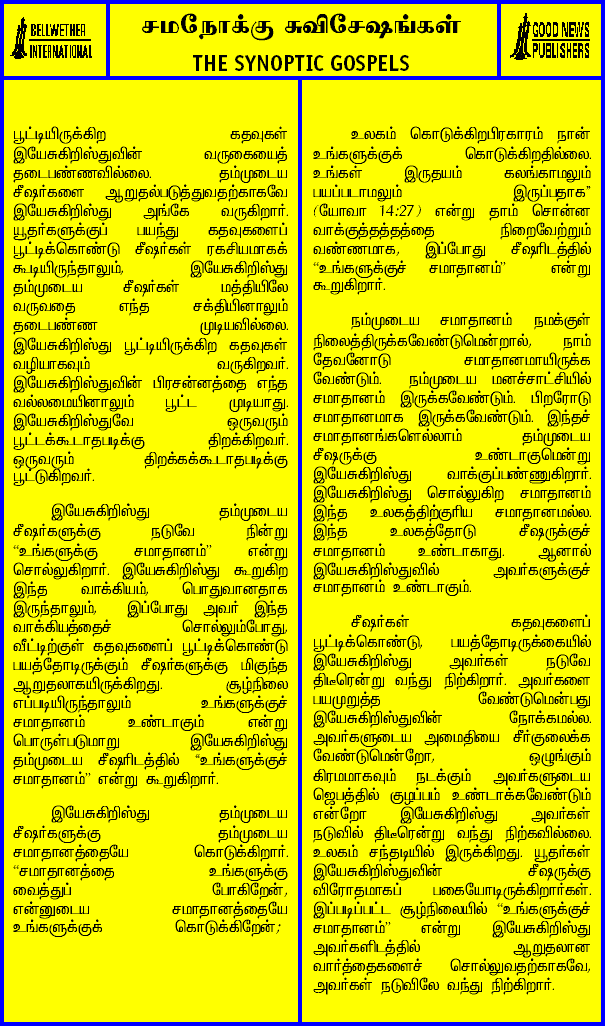 BELLWETHER
INTERNATIONAL
சமநோக்கு சுவிசேஷங்கள்
THE SYNOPTIC GOSPELS
GOOD NEWS
PUBLISHERS
பூட்டியிருக்கிற கதவுகள்
இயேசுகிறிஸ்துவின் வருகையைத்
தடைபண்ணவில்லை. தம்முடைய
சீஷர்களை ஆறுதல்படுத்துவதற்காகவே
இயேசுகிறிஸ்து அங்கே வருகிறார்.
யூதர்களுக்குப் பயந்து கதவுகளைப்
பூட்டிக்கொண்டு சீஷர்கள் ரகசியமாகக்
கூடியிருந்தாலும், இயேசுகிறிஸ்து
தம்முடைய சீஷர்கள் மத்தியிலே
வருவதை எந்த சக்தியினாலும்
தடைபண்ண முடியவில்லை.
இயேசுகிறிஸ்து பூட்டியிருக்கிற கதவுகள்
வழியாகவும் வருகிறவர்.
இயேசுகிறிஸ்துவின் பிரசன்னத்தை எந்த
வல்லமையினாலும் பூட்ட முடியாது.
இயேசுகிறிஸ்துவே ஒருவரும்
பூட்டக்கூடாதபடிக்கு திறக்கிறவர்.
ஒருவரும் திறக்கக்கூடாதபடிக்கு
பூட்டுகிறவர்.
இயேசுகிறிஸ்து தம்முடைய
சீஷர்களுக்கு நடுவே நின்று
“உங்களுக்கு சமாதானம்” என்று
சொல்லுகிறார். இயேசுகிறிஸ்து கூறுகிற
இந்த வாக்கியம், பொதுவானதாக
இருந்தாலும், இப்போது அவர் இந்த
வாக்கியத்தைச் சொல்லும்போது,
வீட்டிற்குள் கதவுகளைப் பூட்டிக்கொண்டு
பயத்தோடிருக்கும் சீஷர்களுக்கு மிகுந்த
ஆறுதலாகயிருக்கிறது. சூழ்நிலை
எப்படியிருந்தாலும் உங்களுக்குச்
சமாதானம் உண்டாகும் என்று
பொருள்படுமாறு இயேசுகிறிஸ்து
தம்முடைய சீஷரிடத்தில் “உங்களுக்குச்
சமாதானம்” என்று கூறுகிறார்.
இயேசுகிறிஸ்து தம்முடைய
சீஷர்களுக்கு தம்முடைய
சமாதானத்தையே கொடுக்கிறார்.
“சமாதானத்தை உங்களுக்கு
வைத்துப் போகிறேன்,
என்னுடைய சமாதானத்தையே
உங்களுக்குக் கொடுக்கிறேன்;
உலகம் கொடுக்கிறபிரகாரம் நான்
உங்களுக்குக் கொடுக்கிறதில்லை.
உங்கள் இருதயம் கலங்காமலும்
பயப்படாமலும் இருப்பதாக”
(யோவா 14:27) என்று தாம் சொன்ன
வாக்குத்தத்தத்தை நிறைவேற்றும்
வண்ணமாக, இப்போது சீஷரிடத்தில்
“உங்களுக்குச் சமாதானம்” என்று
கூறுகிறார்.
நம்முடைய சமாதானம் நமக்குள்
நிலைத்திருக்கவேண்டுமென்றால், நாம்
தேவனோடு சமாதானமாயிருக்க
வேண்டும். நம்முடைய மனச்சாட்சியில்
சமாதானம் இருக்கவேண்டும். பிறரோடு
சமாதானமாக இருக்கவேண்டும். இந்தச்
சமாதானங்களெல்லாம் தம்முடைய
சீஷருக்கு உண்டாகுமென்று
இயேசுகிறிஸ்து வாக்குப்பண்ணுகிறார்.
இயேசுகிறிஸ்து சொல்லுகிற சமாதானம்
இந்த உலகத்திற்குரிய சமாதானமல்ல.
இந்த உலகத்தோடு சீஷருக்குச்
சமாதானம் உண்டாகாது. ஆனால்
இயேசுகிறிஸ்துவில் அவர்களுக்குச்
சமாதானம் உண்டாகும்.
சீஷர்கள் கதவுகளைப்
பூட்டிக்கொண்டு, பயத்தோடிருக்கையில்
இயேசுகிறிஸ்து அவர்கள் நடுவே
திடீரென்று வந்து நிற்கிறார். அவர்களை
பயமுறுத்த வேண்டுமென்பது
இயேசுகிறிஸ்துவின் நோக்கமல்ல.
அவர்களுடைய அமைதியை சீர்குலைக்க
வேண்டுமென்றோ, ஒழுங்கும்
கிரமமாகவும் நடக்கும் அவர்களுடைய
ஜெபத்தில் குழப்பம் உண்டாக்கவேண்டும்
என்றோ இயேசுகிறிஸ்து அவர்கள்
நடுவில் திடீரென்று வந்து நிற்கவில்லை.
உலகம் சந்தடியில் இருக்கிறது. யூதர்கள்
இயேசுகிறிஸ்துவின் சீஷருக்கு
விரோதமாகப் பகையோடிருக்கிறார்கள்.
இப்படிப்பட்ட சூழ்நிலையில் “உங்களுக்குச்
சமாதானம்” என்று இயேசுகிறிஸ்து
அவர்களிடத்தில் ஆறுதலான
வார்த்தைகளைச் சொல்லுவதற்காகவே,
அவர்கள் நடுவிலே வந்து நிற்கிறார்.